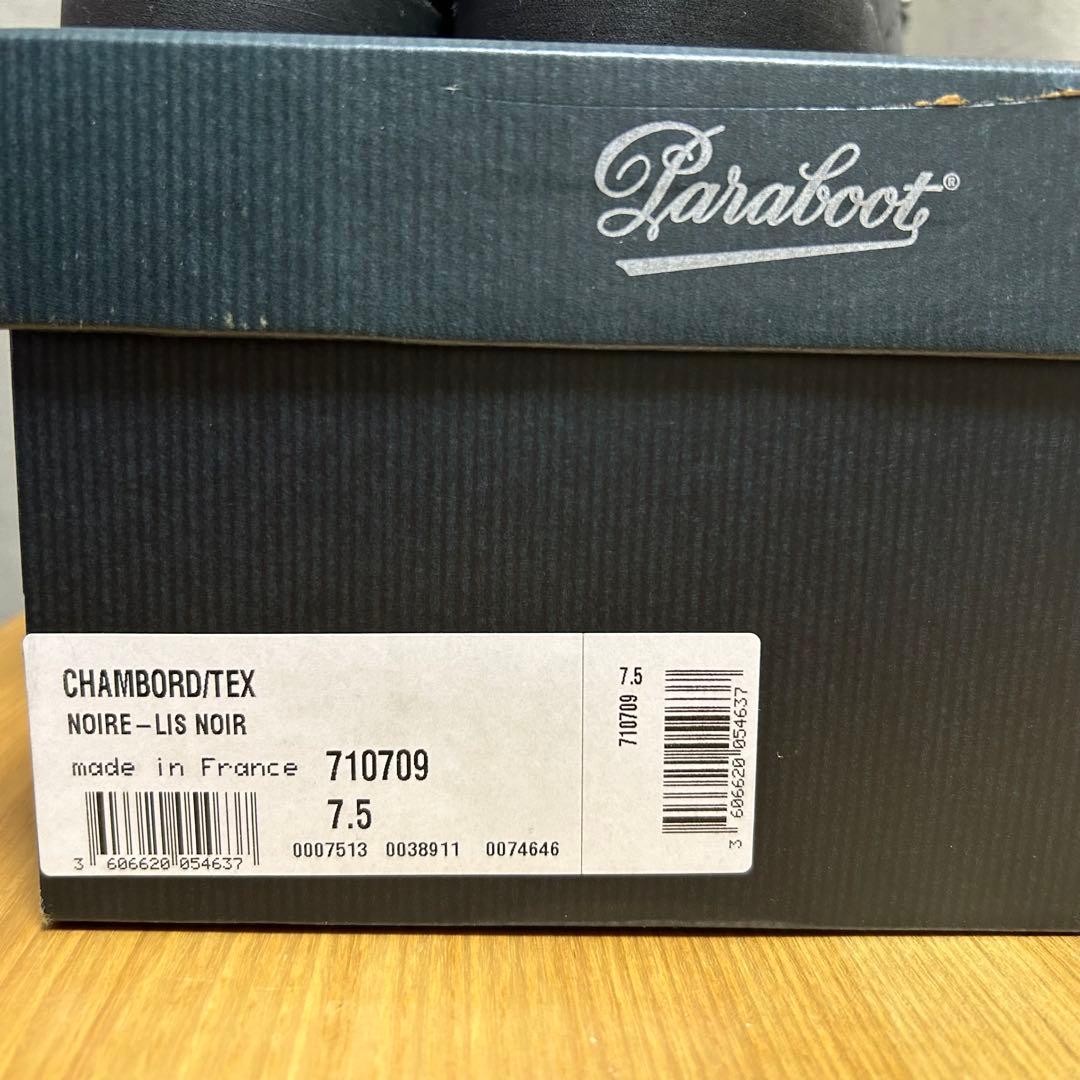 Paraboot®
CHAMBORD/TEX
NOIRE–LIS NOIR
made in France 710709
7.5
0007513 0038911 0074646
3 606620 054637
7.5
710709
3 606620 054637